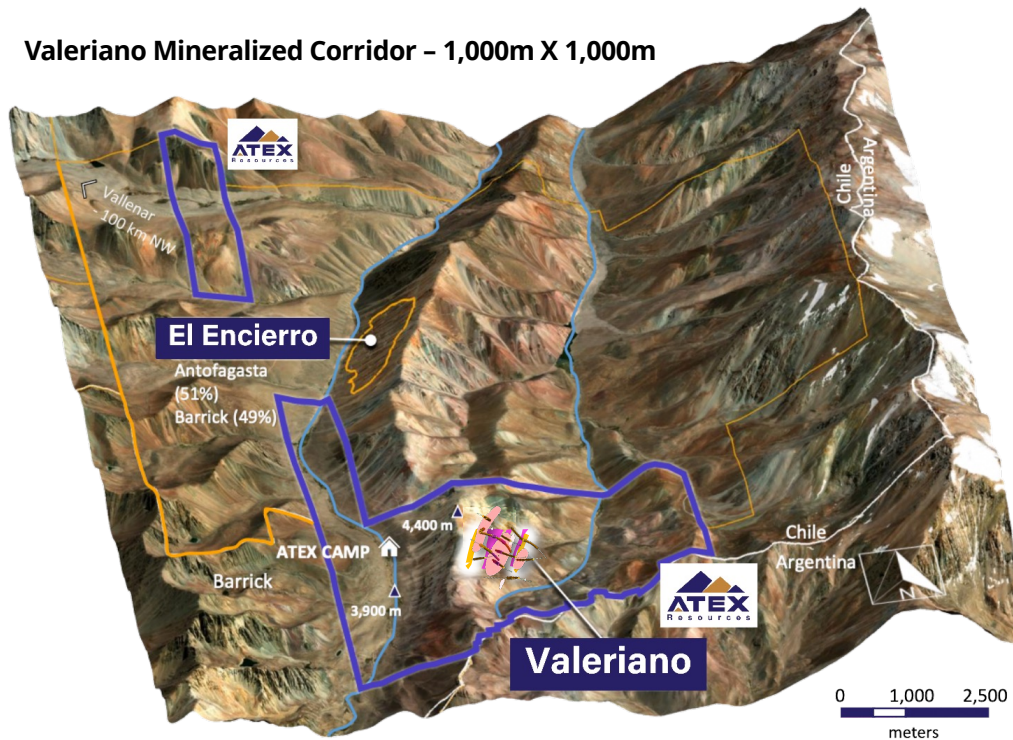 Valeriano Mineralized Corridor – 1,000m X 1,000m
ATEX
Resources
Vallenar
- 100 km NW
Chile
Argentina
El Encierro
Antofagasta
(51%)
Barrick (49%)
4,400 m
ATEX CAMP
Barrick
3,900 m
Chile
Argentina
N
ATEX
Resources
Valeriano
0 1,000 2,500
meters